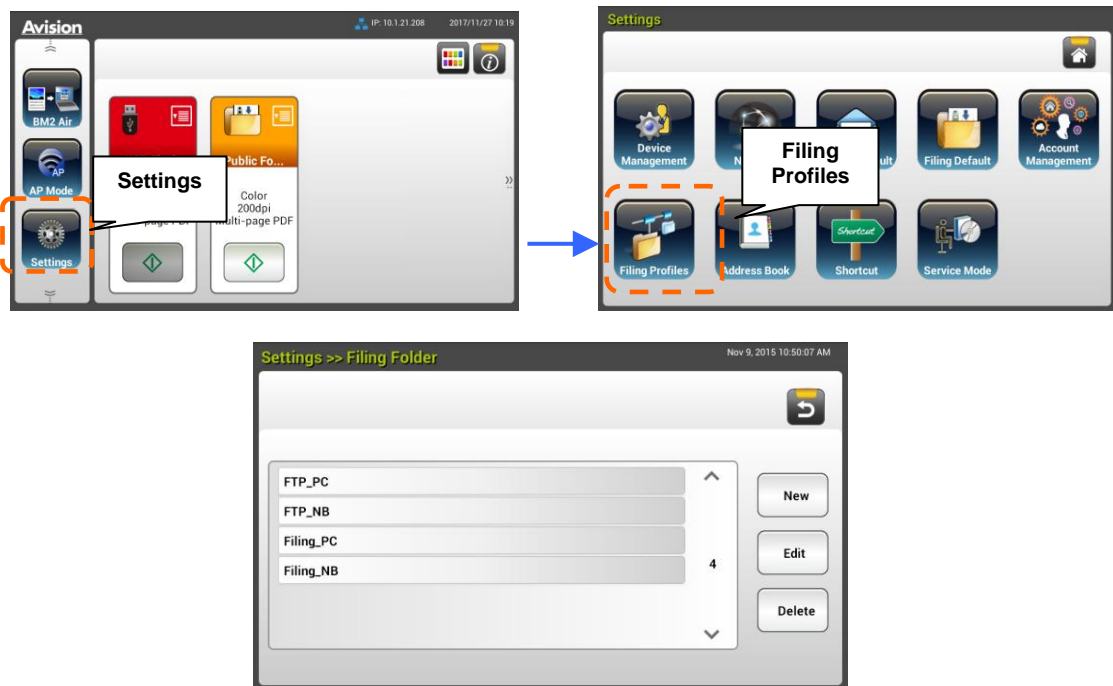 Avision
IP: 10.1.21.208 2017/11/27 10:19
BM2 Air
AP
AP Mode
Settings
Public Fo...
Color
200dpi
Multi-page PDF
Settings
Settings
Device
Management
Filing Default
Account
Management
Filing
Profiles
Filing Profiles
Address Book
Shortcut
Shortcut
Service Mode
Settings >> Filing Folder
Nov 9, 2015 10:50:07 AM
FTP_PC
FTP_NB
Filing_PC
Filing_NB
4
New
Edit
Delete